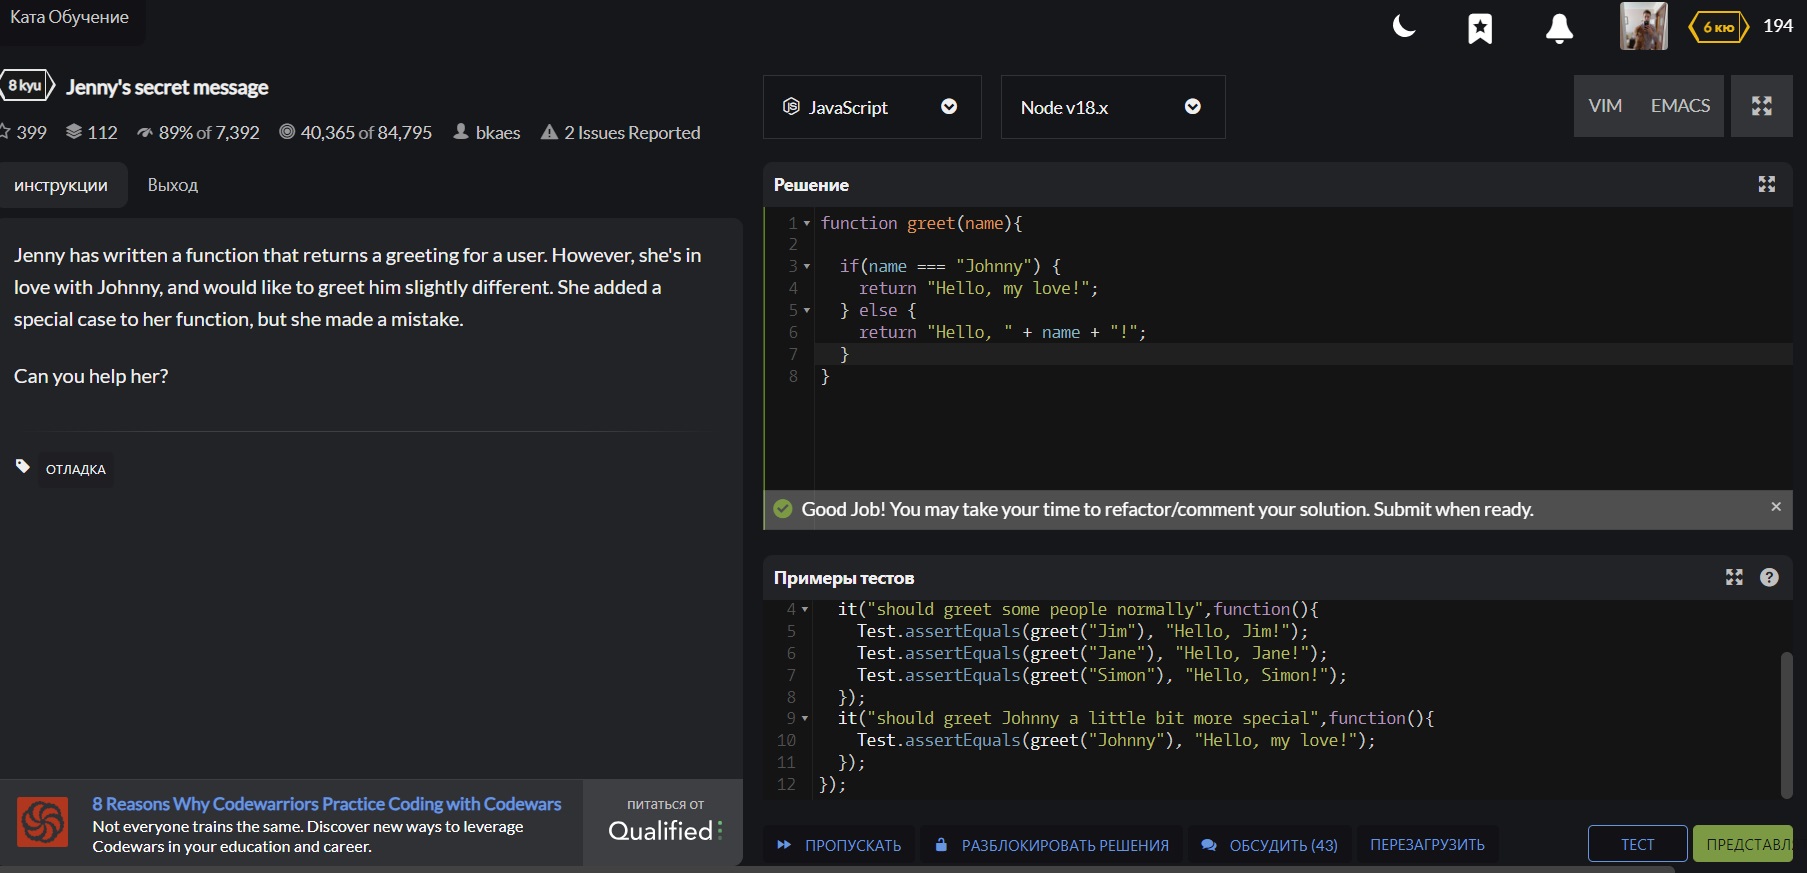 Ката Обучение
6 кю 194
8 kyu Jenny's secret message
399 112 89% of 7,392 40,365 of 84,795 bkaes 2 Issues Reported
инструкции Выход
Jenny has written a function that returns a greeting for a user. However, she's in
love with Johnny, and would like to greet him slightly different. She added a
special case to her function, but she made a mistake.
Can you help her?
ОТЛАДКА
8 Reasons Why Codewarriors Practice Coding with Codewars
Not everyone trains the same. Discover new ways to leverage
Codewars in your education and career.
питаться от
Qualified
JavaScript Node v18.x VIM EMACS
Решение
1 function greet(name){
2
3 if(name === "Johnny") {
4 return "Hello, my love!";
5 } else {
6 return "Hello, " + name + "!";
7 }
8 }
Good Job! You may take your time to refactor/comment your solution. Submit when ready. ×
Примеры тестов ?
4 it("should greet some people normally",function(){
5 Test.assertEquals(greet("Jim"), "Hello, Jim!");
6 Test.assertEquals(greet("Jane"), "Hello, Jane!");
7 Test.assertEquals(greet("Simon"), "Hello, Simon!");
8 });
9 it("should greet Johnny a little bit more special",function(){
10 Test.assertEquals(greet("Johnny"), "Hello, my love!");
11 });
12 });
ПРОПУСКАТЬ РАЗБЛОКИРОВАТЬ РЕШЕНИЯ ОБСУДИТЬ (43) ПЕРЕЗАГРУЗИТЬ ТЕСТ ПРЕДСТАВЛ